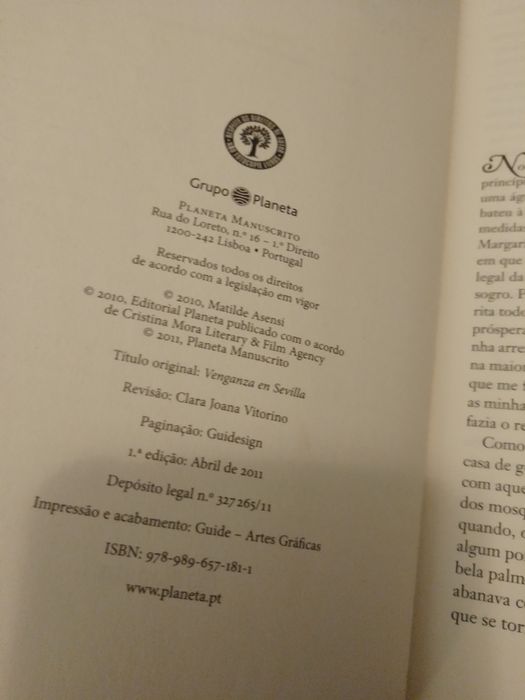 Grupo Planeta
Planeta Manuscrito
Rua do Loreto, n.º 16 – 1.º Direito
1200-242 Lisboa • Portugal
Reservados todos os direitos
de acordo com a legislação em vigor
© 2010, Matilde Asensi
© 2010, Editorial Planeta publicado com o acordo
de Cristina Mora Literary & Film Agency
© 2011, Planeta Manuscrito
Título original: Venganza en Sevilla
Revisão: Clara Joana Vitorino
Paginação: Guidesign
1.ª edição: Abril de 2011
Depósito legal n.º 327 265/11
Impressão e acabamento: Guide – Artes Gráficas
ISBN: 978-989-657-181-1
www.planeta.pt
No
princíp
uma ág
bateu à
medidas
Margar
em que
legal da
sogro. F
rita tod
próspera
nha arre
na maior
que me
as minha
fazia o re
Como
casa de g
com aque
dos mosq
quando, c
algum po
bela palm
abanava c
que se tor